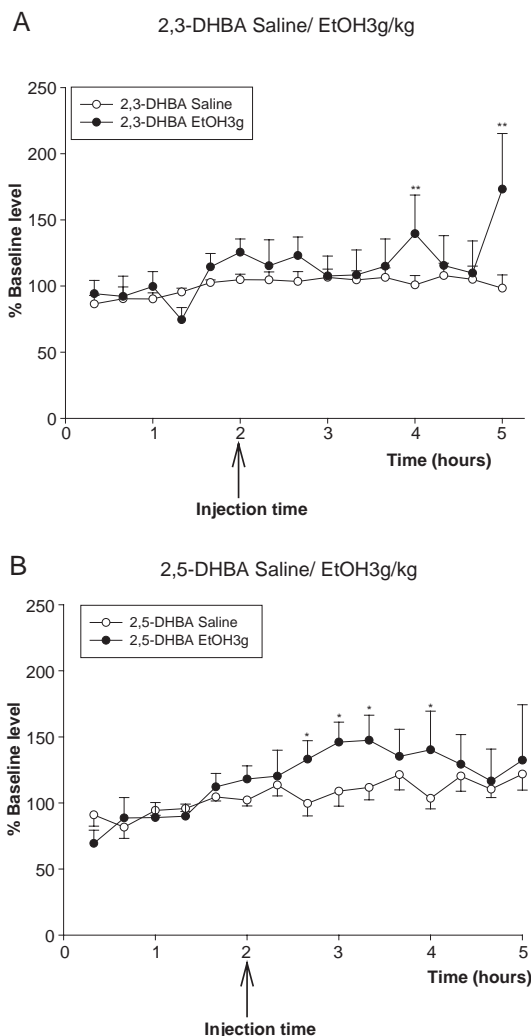 A
2,3-DHBA Saline/ EtOH3g/kg
250
2,3-DHBA Saline
2,3-DHBA EtOH3g
200
**
**
150
100
50
0
% Baseline level
0 1 2 3 4 5
Time (hours)
Injection time
B
2,5-DHBA Saline/ EtOH3g/kg
250
2,5-DHBA Saline
2,5-DHBA EtOH3g
200
* * * *
150
100
50
0
% Baseline level
0 1 2 3 4 5
Time (hours)
Injection time